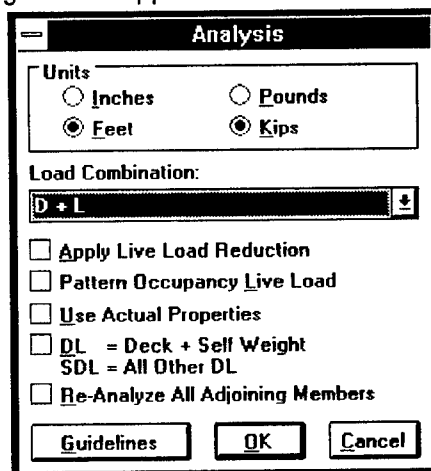 Analysis
Units
Inches Pounds
Feet Kips
Load Combination:
D + L
Apply Live Load Reduction
Pattern Occupancy Live Load
Use Actual Properties
DL = Deck + Self Weight
SDL = All Other DL
Re-Analyze All Adjoining Members
Guidelines OK Cancel